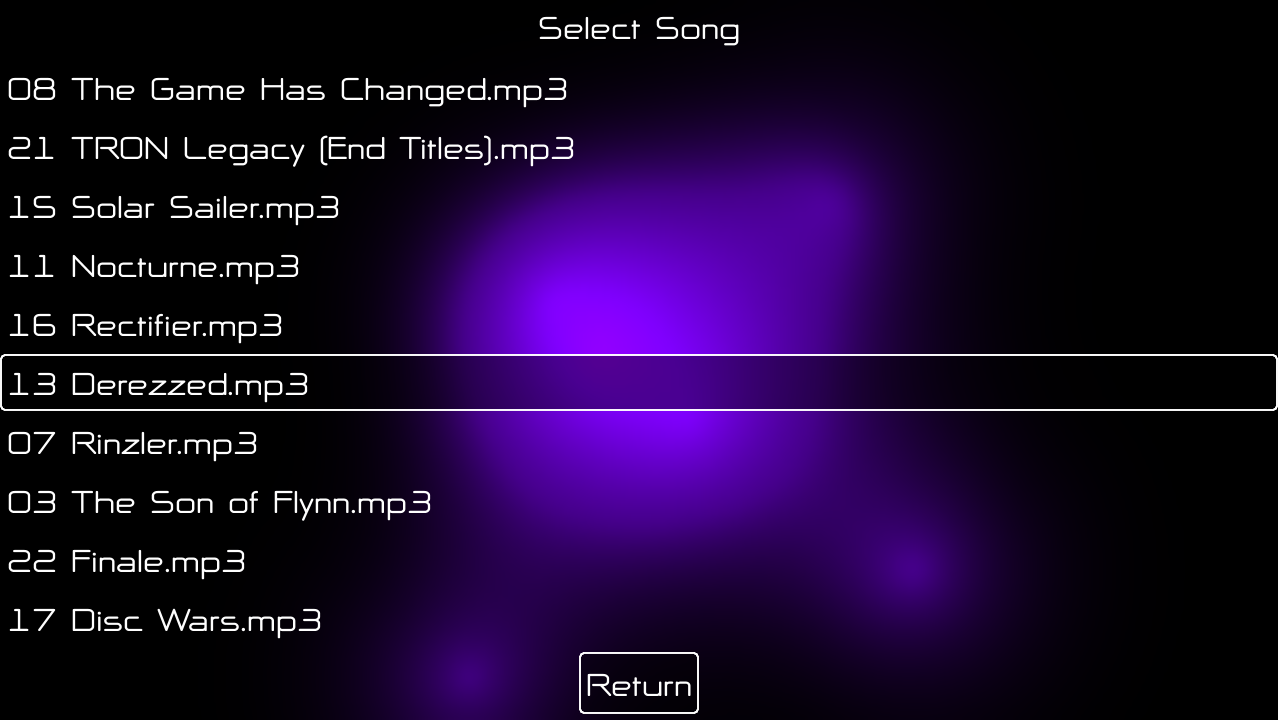 Select Song
08 The Game Has Changed.mp3
21 TRON Legacy (End Titles).mp3
15 Solar Sailer.mp3
11 Nocturne.mp3
16 Rectifier.mp3
13 Derezzed.mp3
07 Rinzler.mp3
03 The Son of Flynn.mp3
22 Finale.mp3
17 Disc Wars.mp3
Return